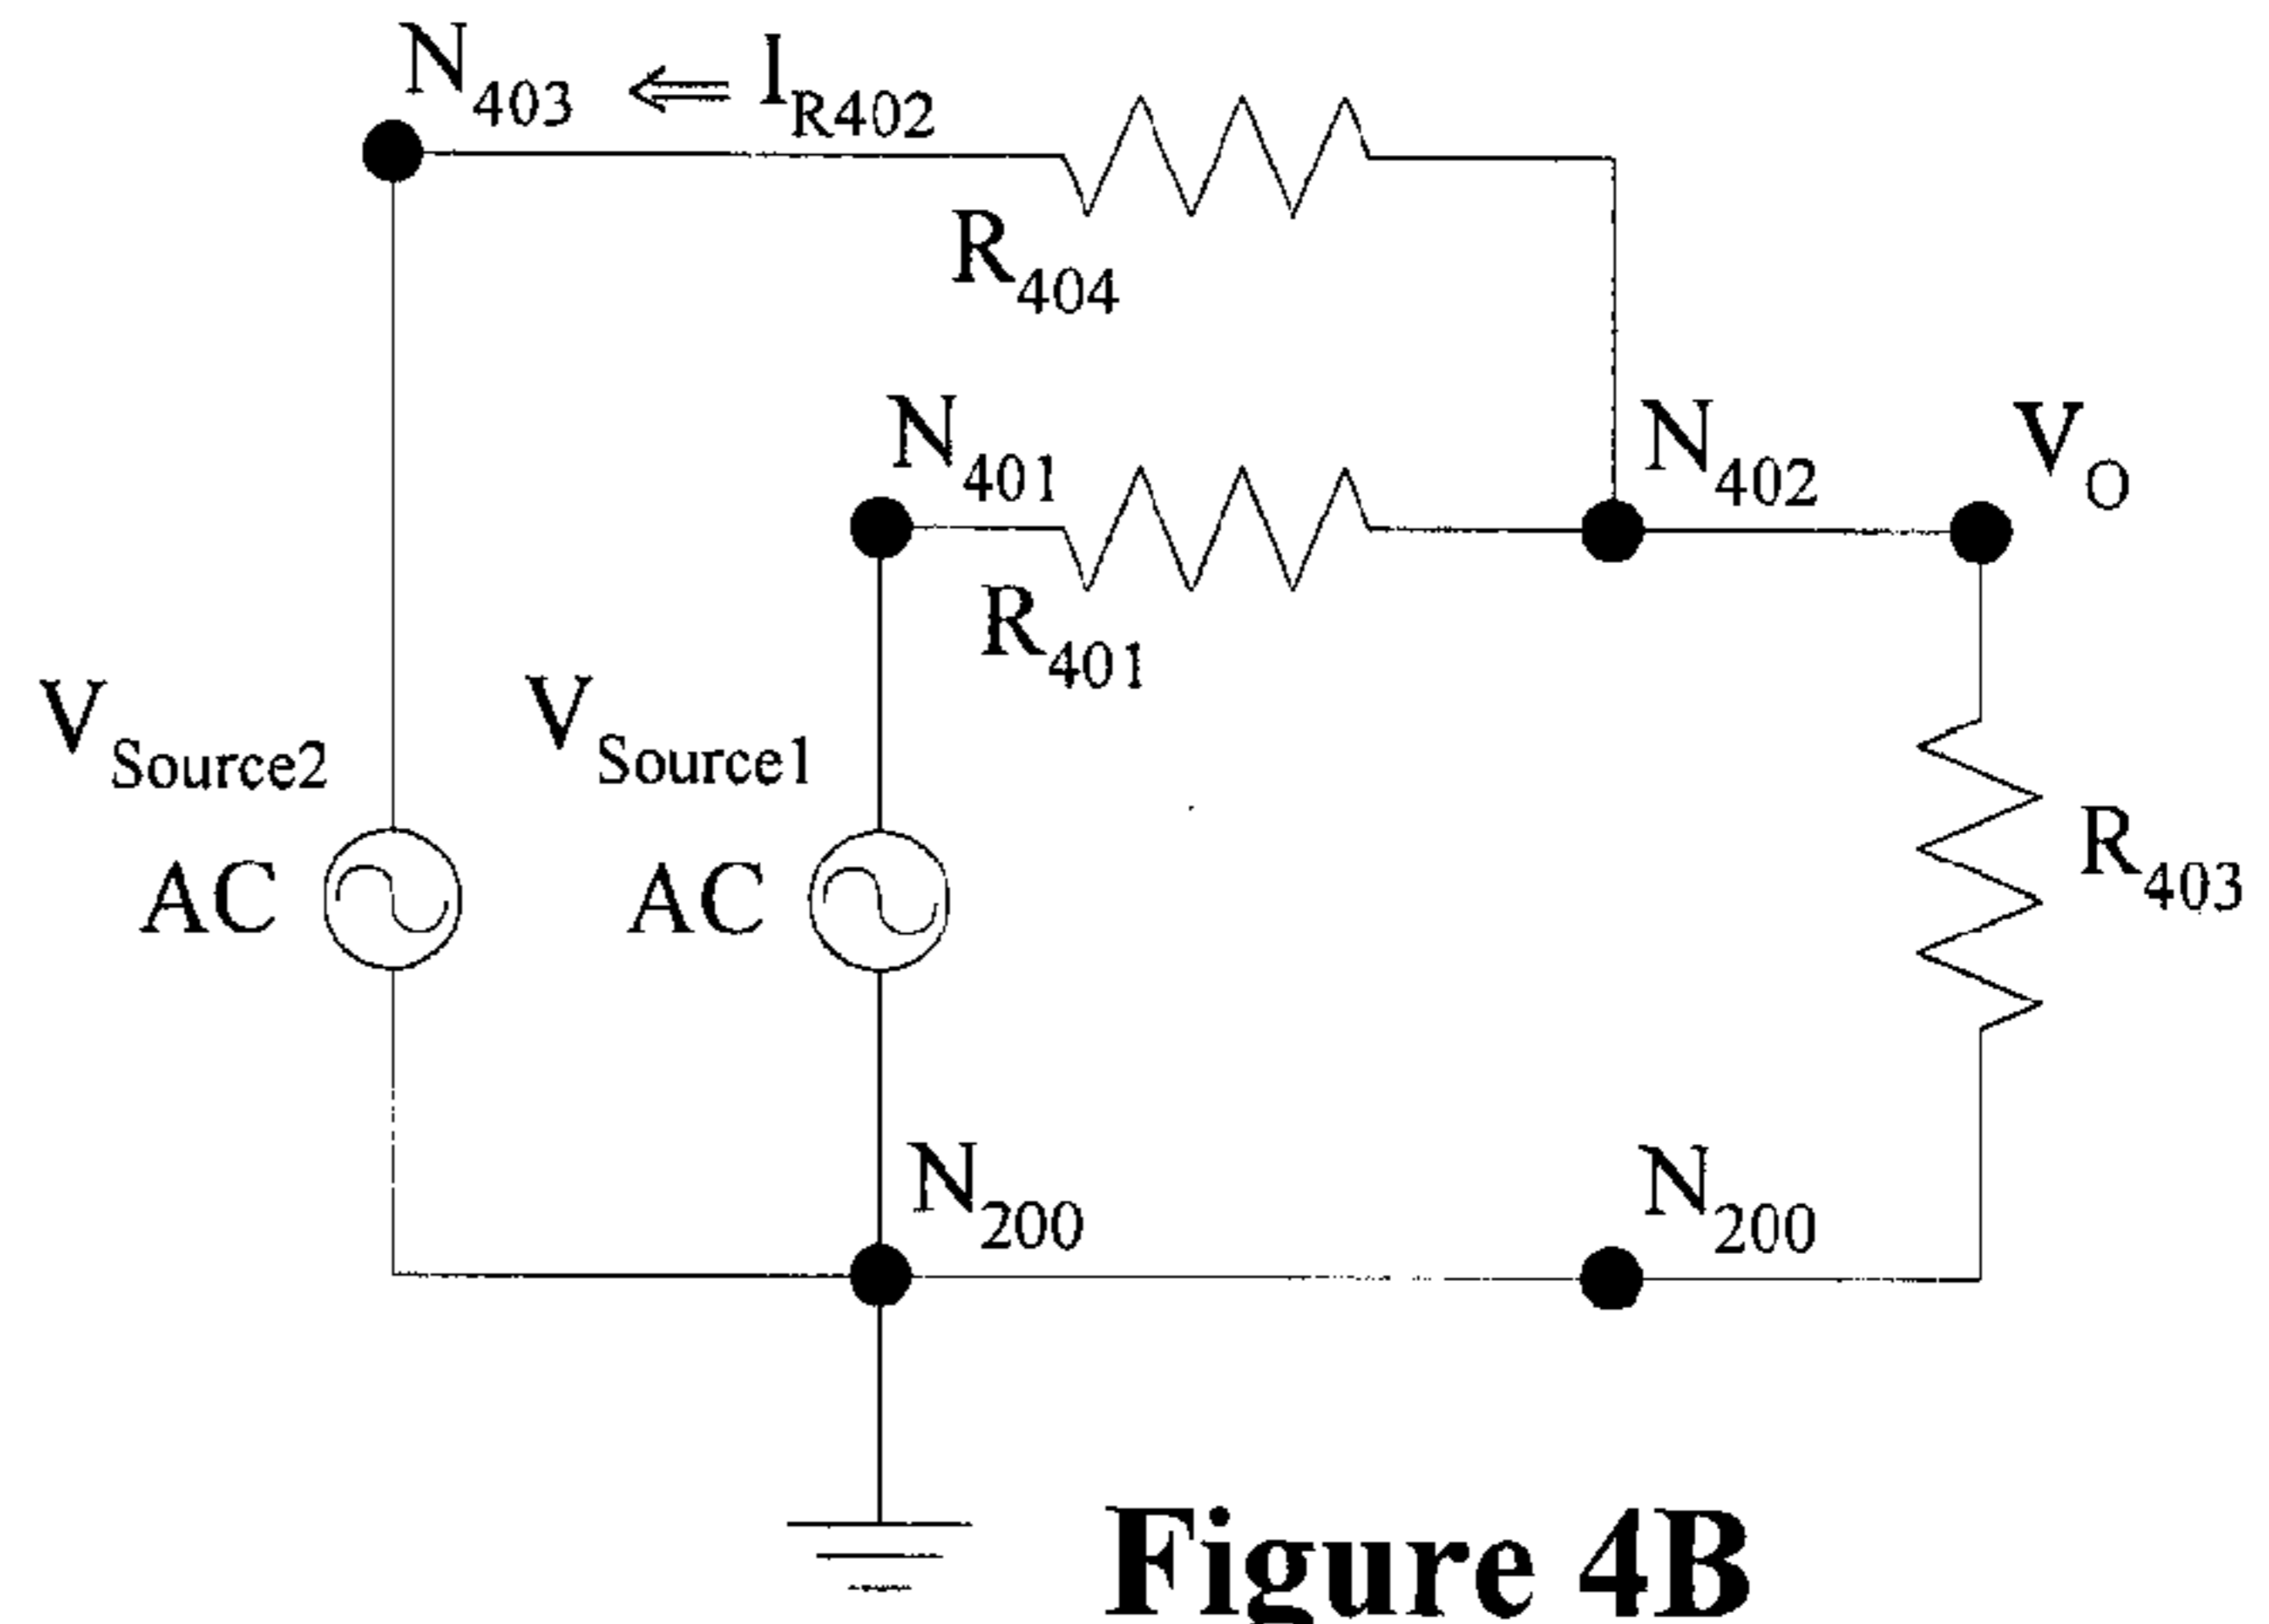 N403 ⇐ IR402
R404
N401
N402
VO
R401
VSource2
VSource1
AC
AC
R403
N200
N200
Figure 4B